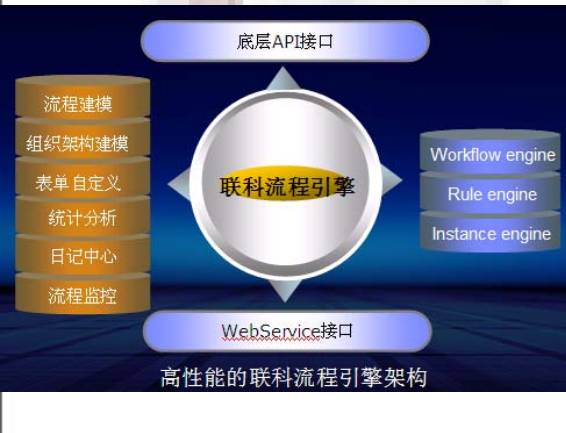 底层API接口
流程建模
组织架构建模
表单自定义
统计分析
日记中心
流程监控
联科流程引擎
Workflow engine
Rule engine
Instance engine
WebService接口
高性能的联科流程引擎架构